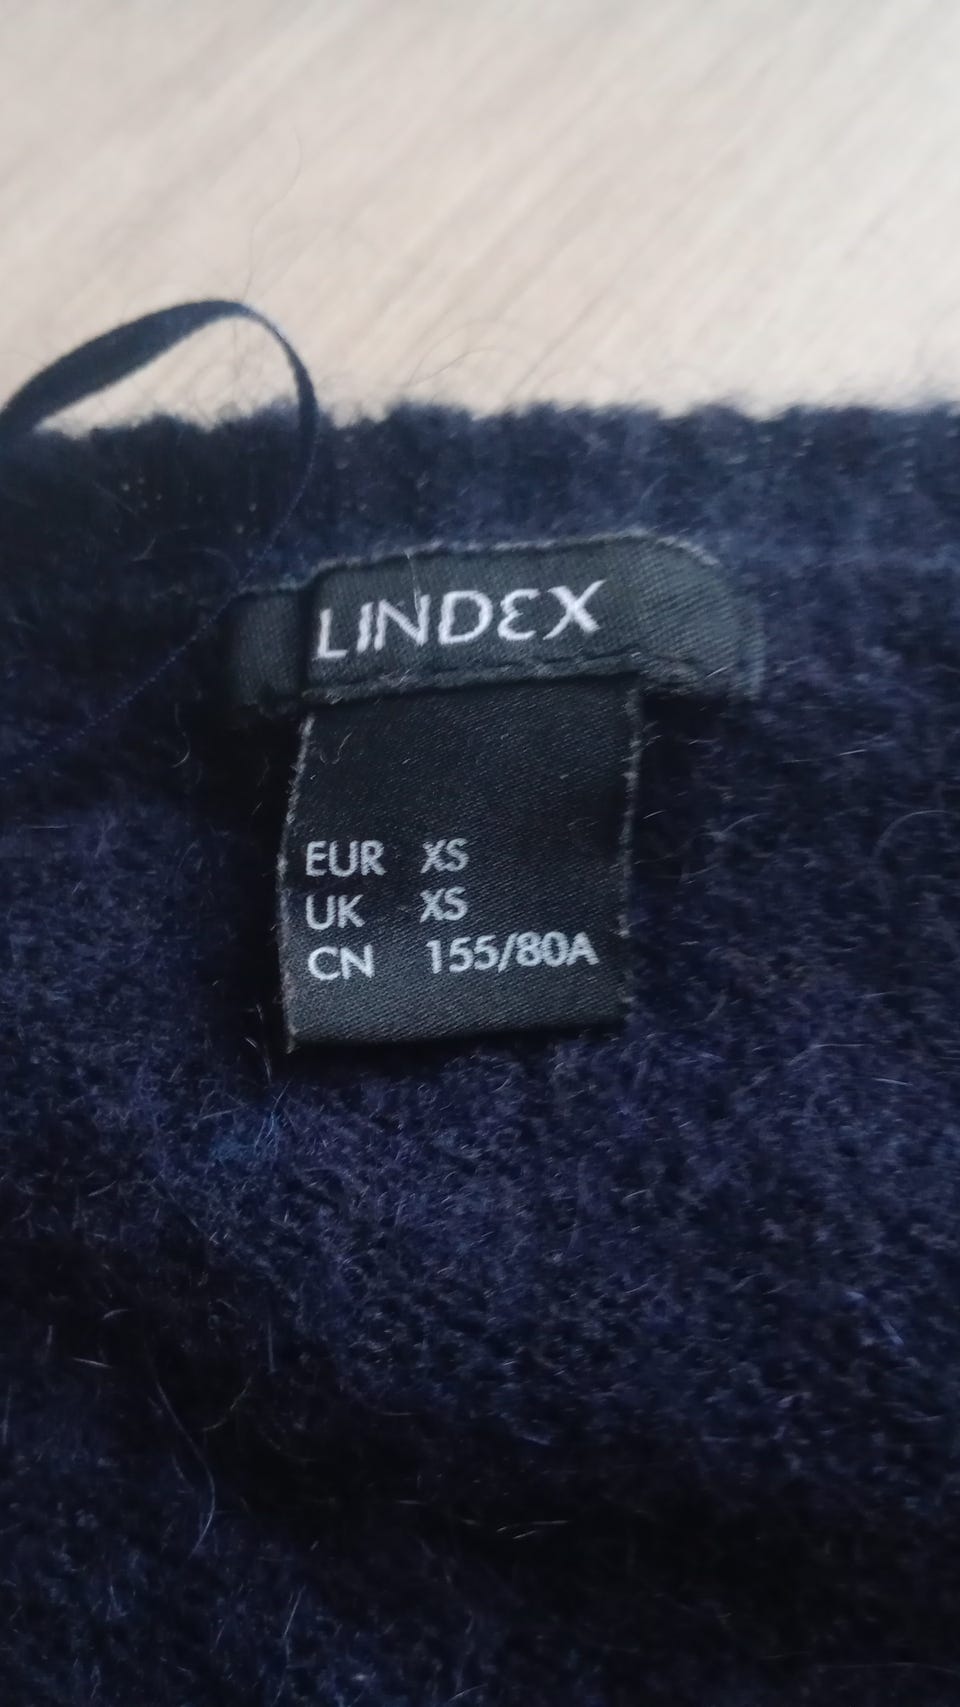 LINDEX
EUR XS
UK XS
CN 155/80A